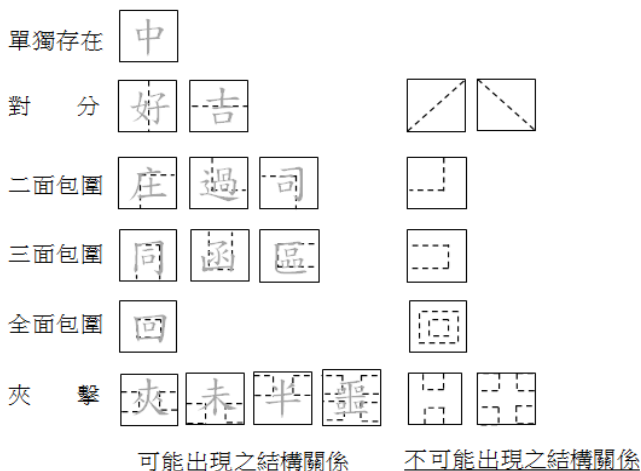 單獨存在 中
對 分 好 吉
二面包圍 庄 過 司
三面包圍 同 函 區
全面包圍 回
夾 擊 夾 未 半 噩
可能出現之結構關係 不可能出現之結構關係